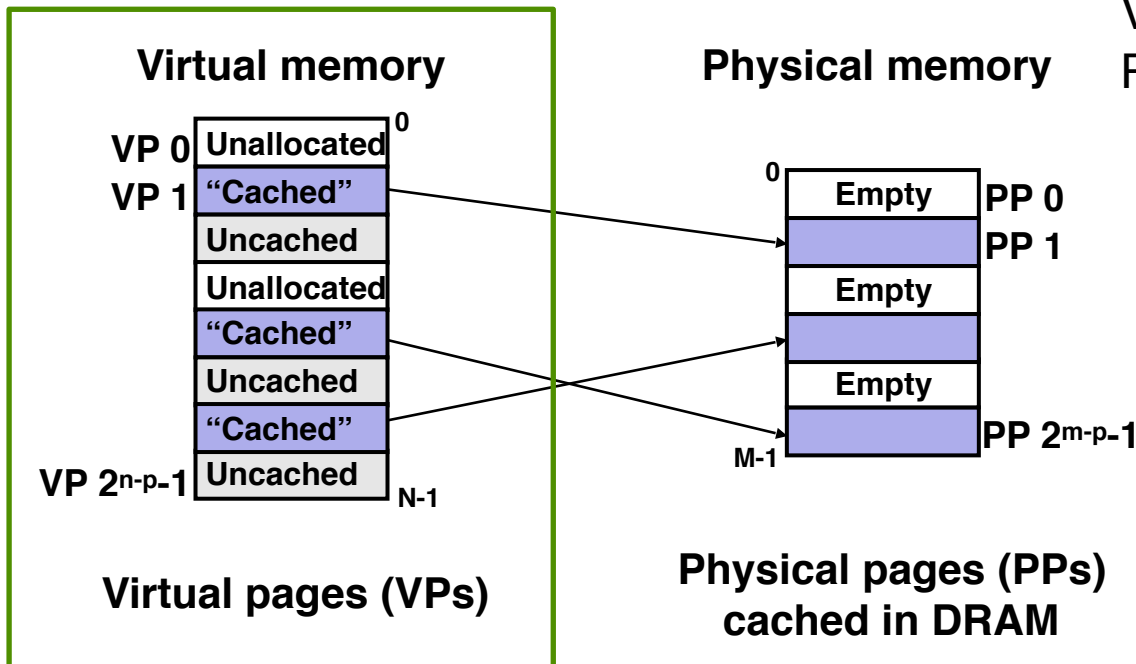 Virtual memory
0
VP 0 Unallocated
VP 1 “Cached”
Uncached
Unallocated
“Cached”
Uncached
“Cached”
VP 2ⁿ⁻ᵖ-1 Uncached
N-1
Virtual pages (VPs)
Physical memory
0
Empty PP 0
PP 1
Empty
Empty
PP 2ᵐ⁻ᵖ-1
M-1
Physical pages (PPs)
cached in DRAM